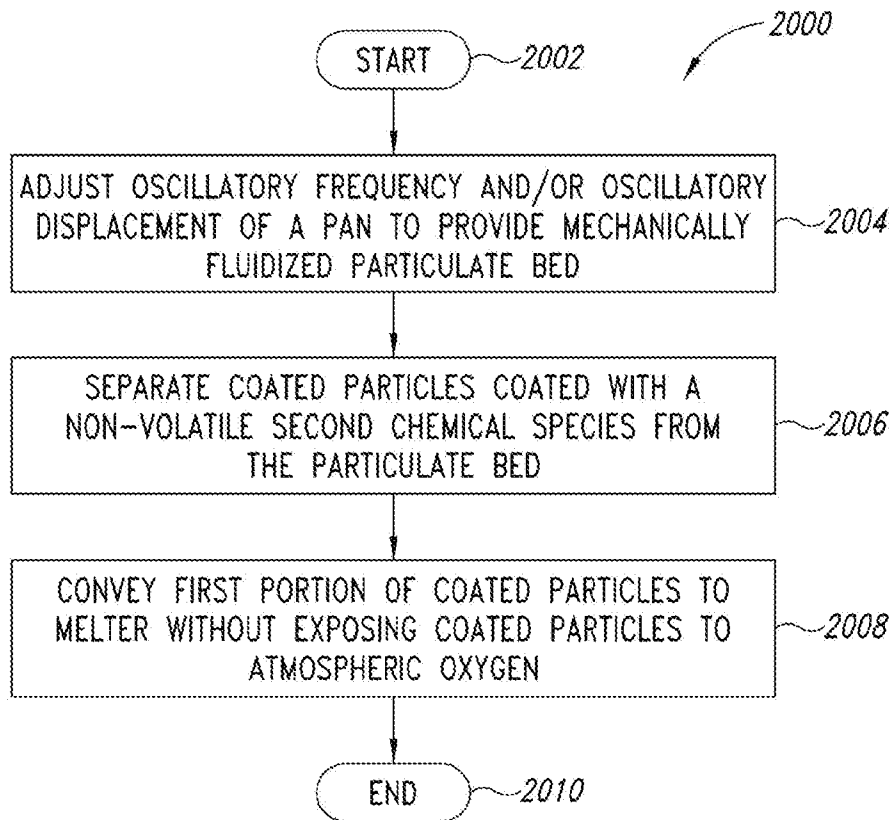 2000
START
2002
ADJUST OSCILLATORY FREQUENCY AND/OR OSCILLATORY
DISPLACEMENT OF A PAN TO PROVIDE MECHANICALLY
FLUIDIZED PARTICULATE BED
2004
SEPARATE COATED PARTICLES COATED WITH A
NON-VOLATILE SECOND CHEMICAL SPECIES FROM
THE PARTICULATE BED
2006
CONVEY FIRST PORTION OF COATED PARTICLES TO
MELTER WITHOUT EXPOSING COATED PARTICLES TO
ATMOSPHERIC OXYGEN
2008
END
2010